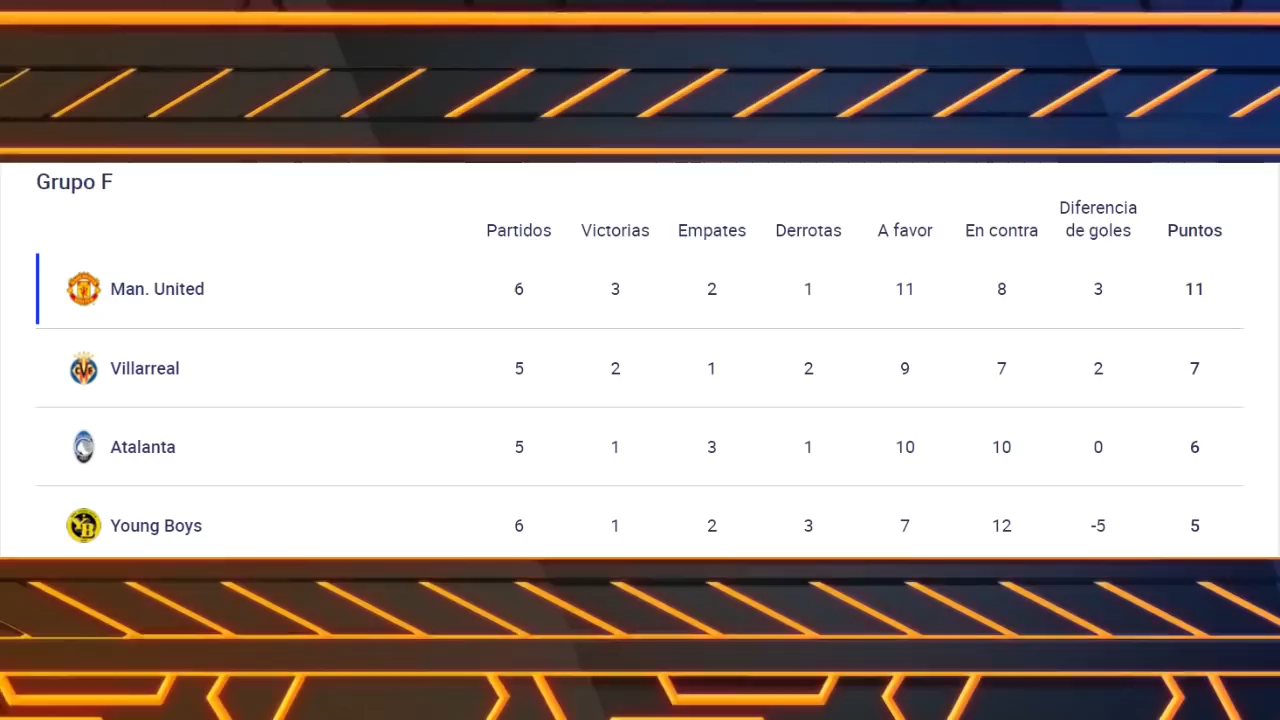 Grupo F
Partidos Victorias Empates Derrotas A favor En contra Diferencia de goles Puntos
Man. United 6 3 2 1 11 8 3 11
Villarreal 5 2 1 2 9 7 2 7
Atalanta 5 1 3 1 10 10 0 6
Young Boys 6 1 2 3 7 12 -5 5